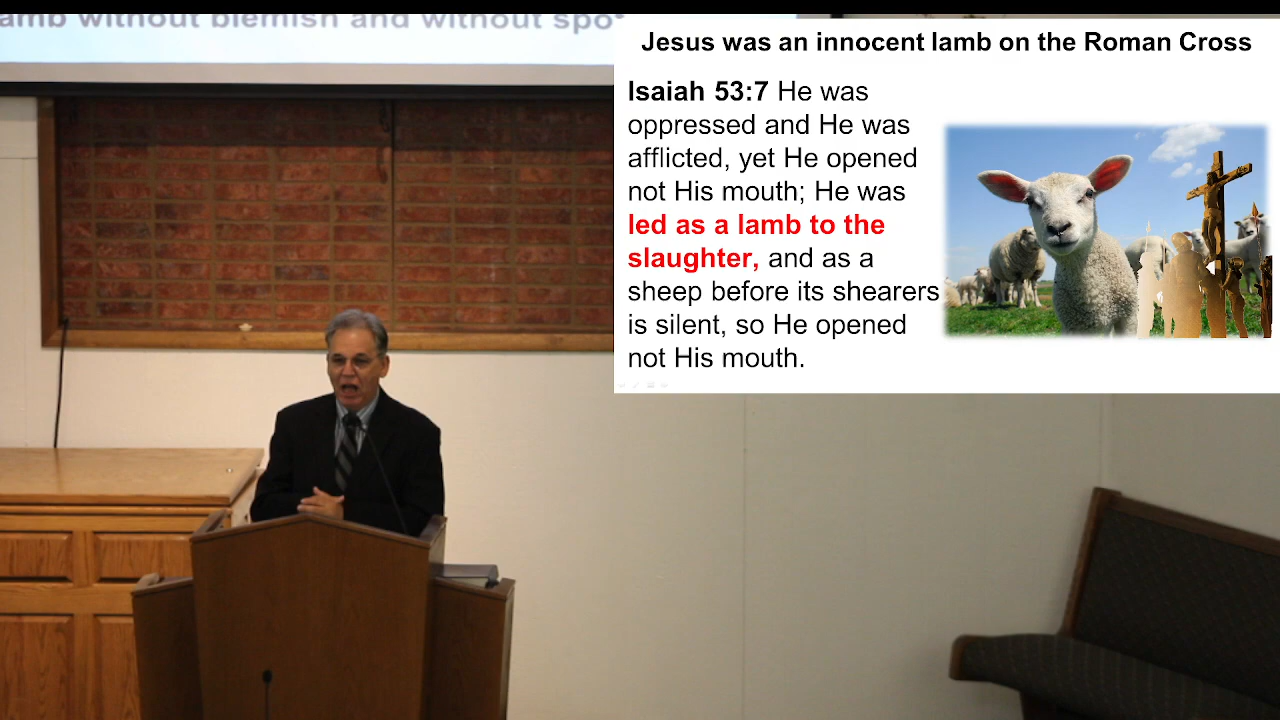 lamb without blemish and without spo
Jesus was an innocent lamb on the Roman Cross
Isaiah 53:7 He was
oppressed and He was
afflicted, yet He opened
not His mouth; He was
led as a lamb to the
slaughter, and as a
sheep before its shearers
is silent, so He opened
not His mouth.